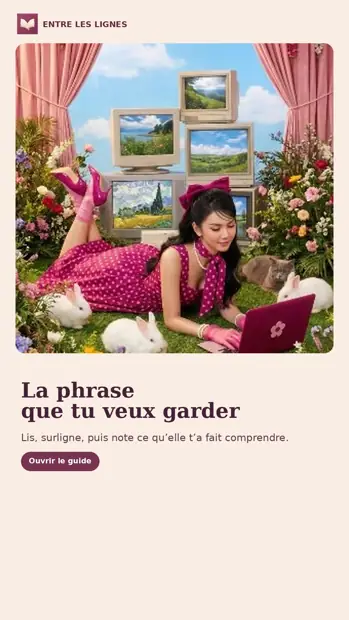 ENTRE LES LIGNES
La phrase
que tu veux garder
Lis, surligne, puis note ce qu’elle t’a fait comprendre.
Ouvrir le guide